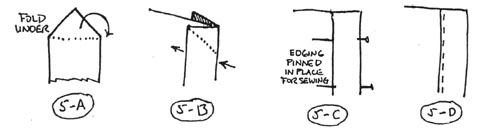 FOLD
UNDER
EDGING
PINNED
IN PLACE
FOR SEWING
5-A
5-B
5-C
5-D